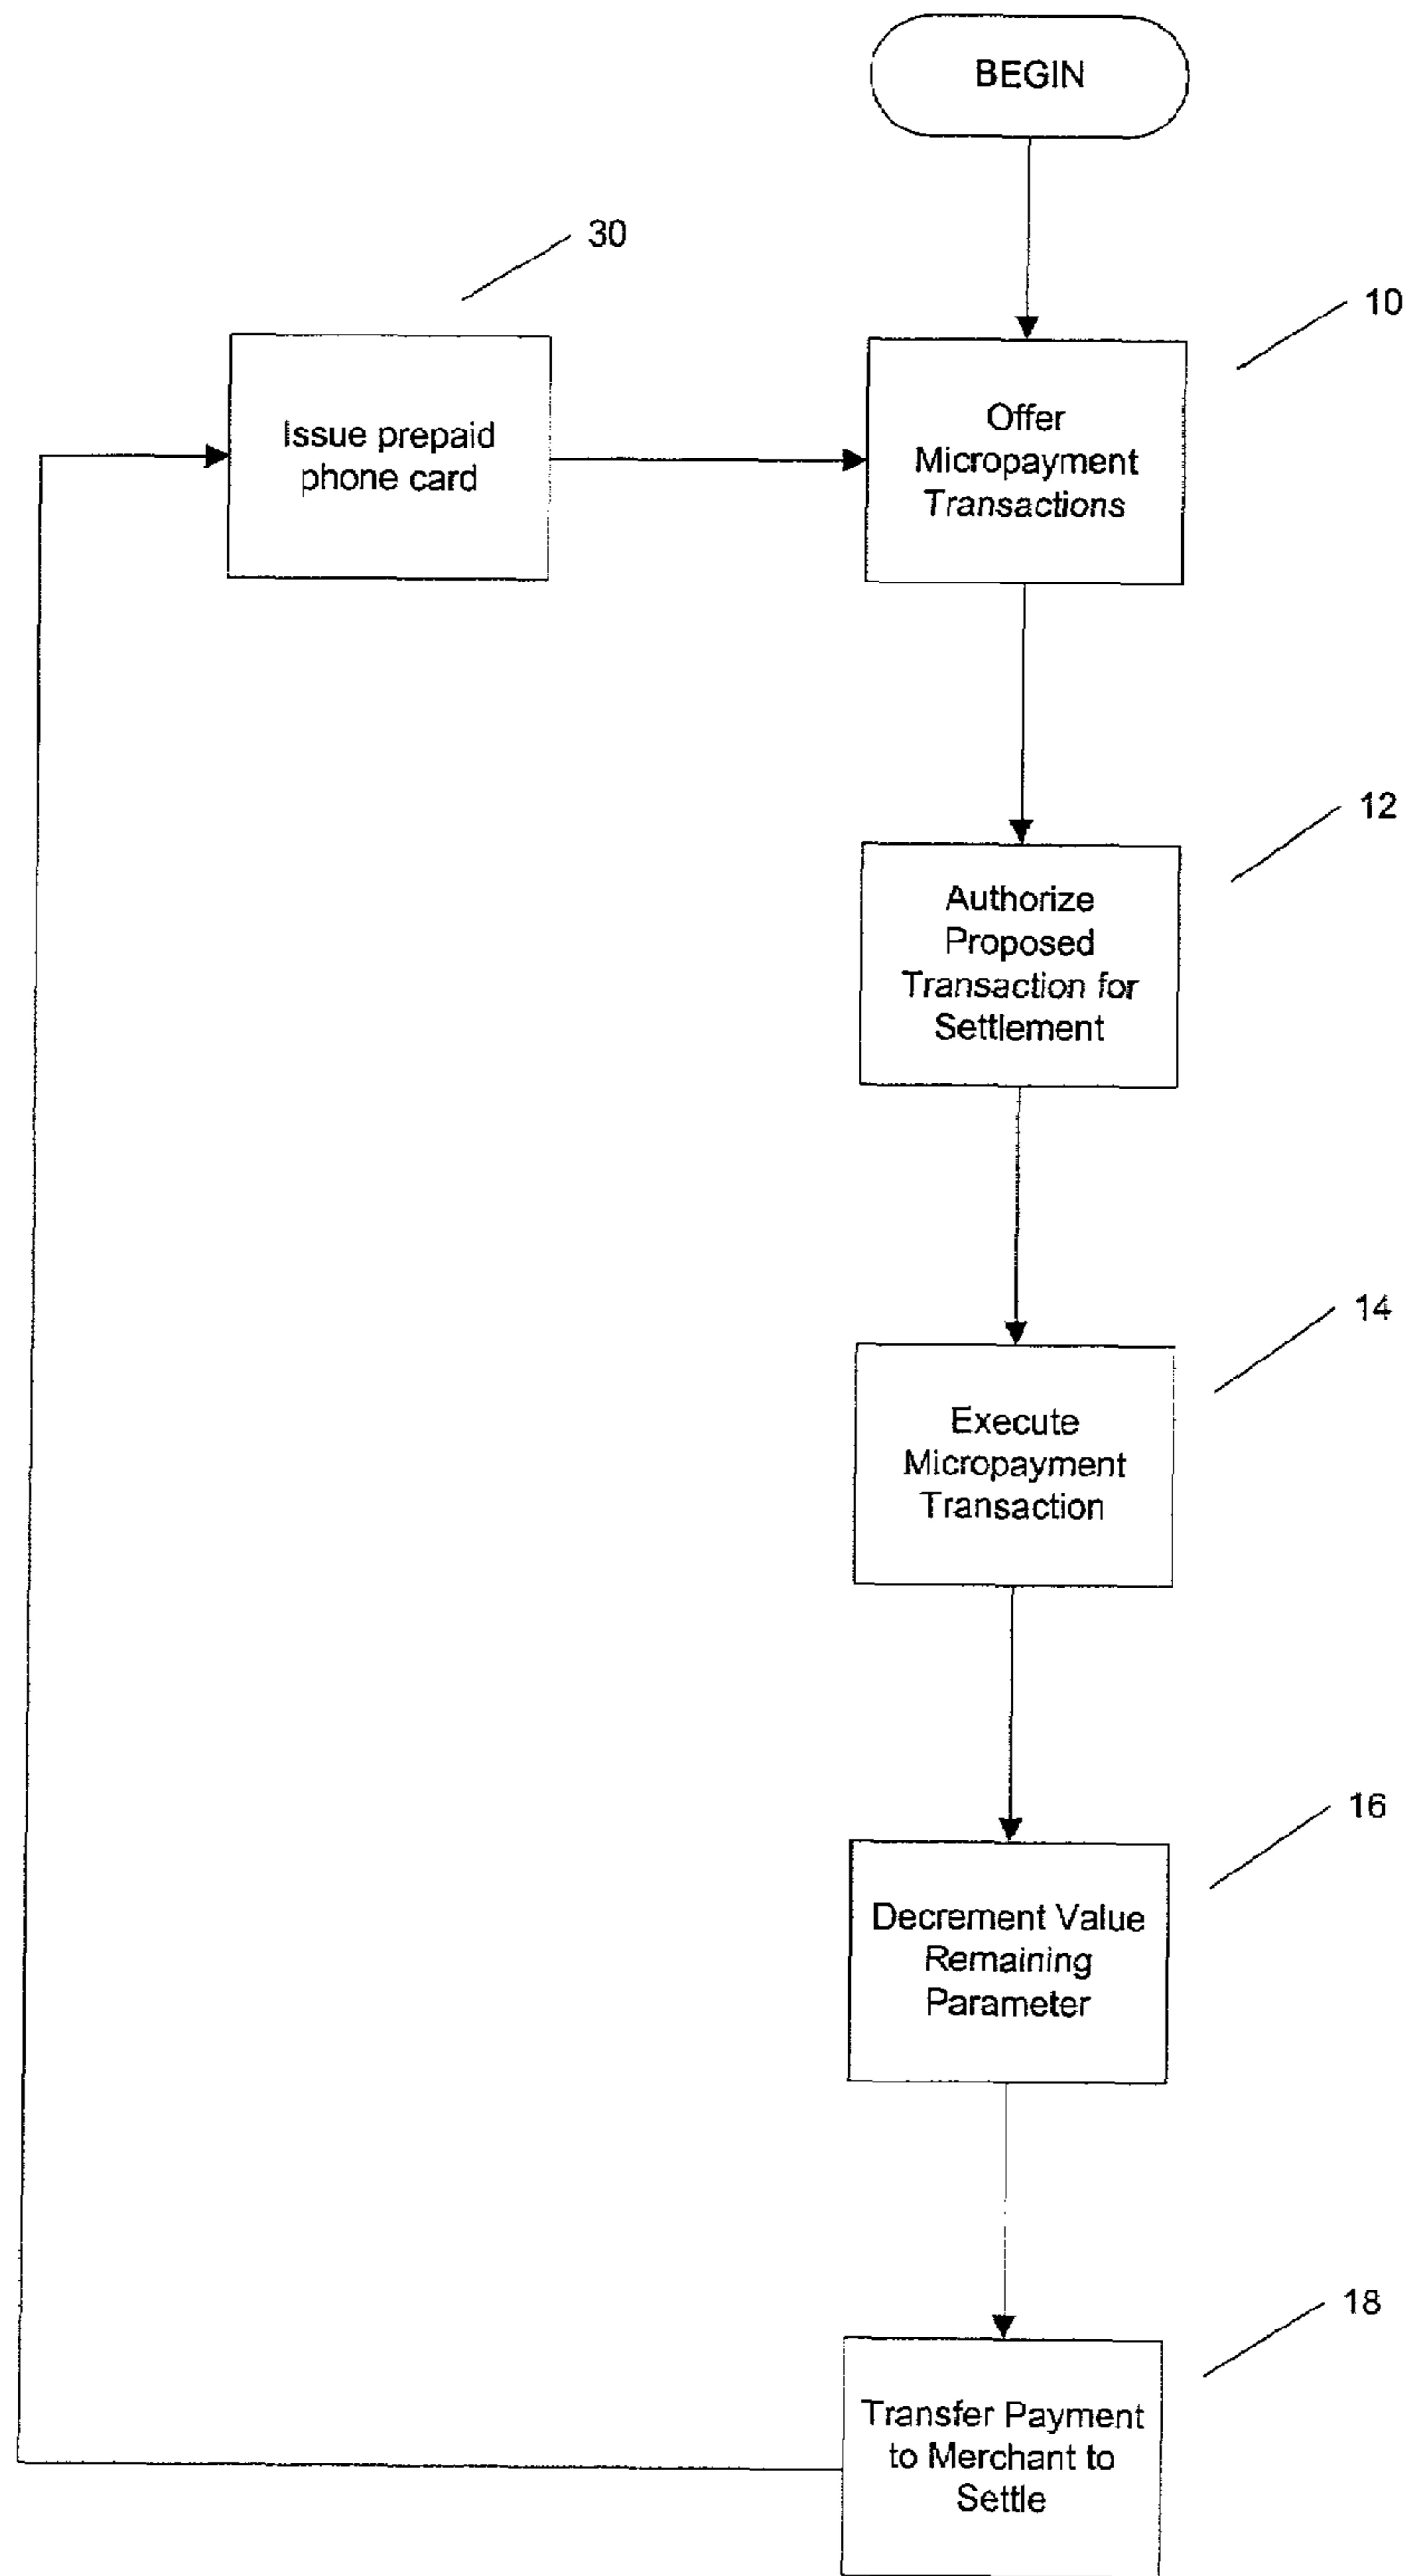 BEGIN
30
10
Issue prepaid
phone card
Offer
Micropayment
Transactions
12
Authorize
Proposed
Transaction for
Settlement
14
Execute
Micropayment
Transaction
16
Decrement Value
Remaining
Parameter
18
Transfer Payment
to Merchant to
Settle